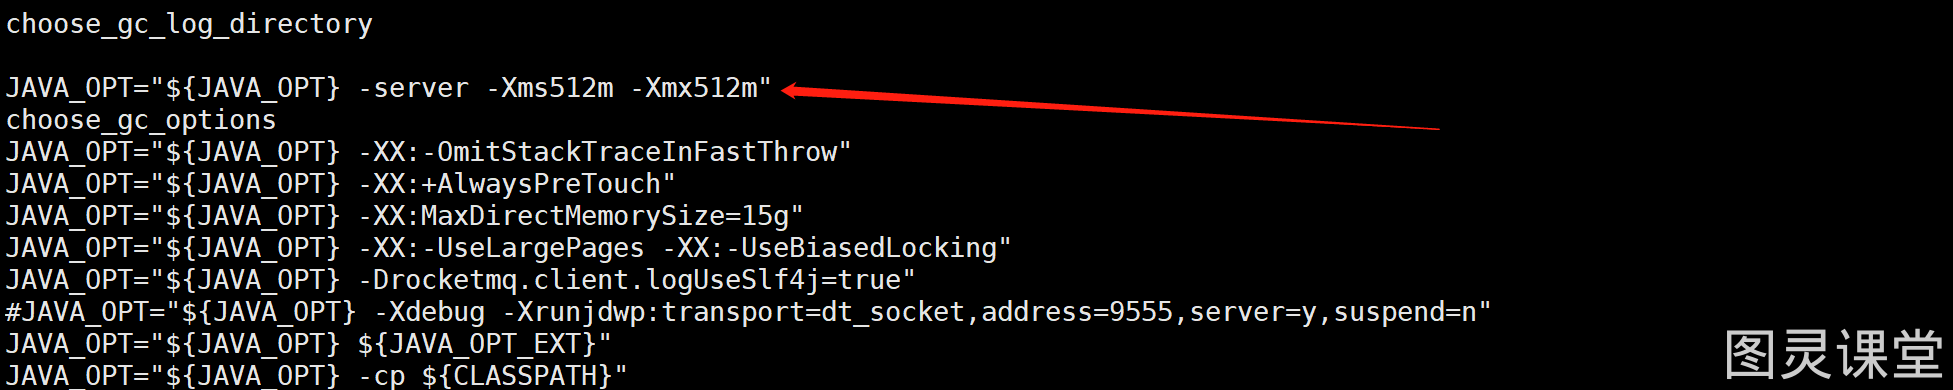 choose_gc_log_directory
JAVA_OPT="${JAVA_OPT} -server -Xms512m -Xmx512m"
choose_gc_options
JAVA_OPT="${JAVA_OPT} -XX:-OmitStackTraceInFastThrow"
JAVA_OPT="${JAVA_OPT} -XX:+AlwaysPreTouch"
JAVA_OPT="${JAVA_OPT} -XX:MaxDirectMemorySize=15g"
JAVA_OPT="${JAVA_OPT} -XX:-UseLargePages -XX:-UseBiasedLocking"
JAVA_OPT="${JAVA_OPT} -Drocketmq.client.logUseSlf4j=true"
#JAVA_OPT="${JAVA_OPT} -Xdebug -Xrunjdwp:transport=dt_socket,address=9555,server=y,suspend=n"
JAVA_OPT="${JAVA_OPT} ${JAVA_OPT_EXT}"
JAVA_OPT="${JAVA_OPT} -cp ${CLASSPATH}"
图灵课堂